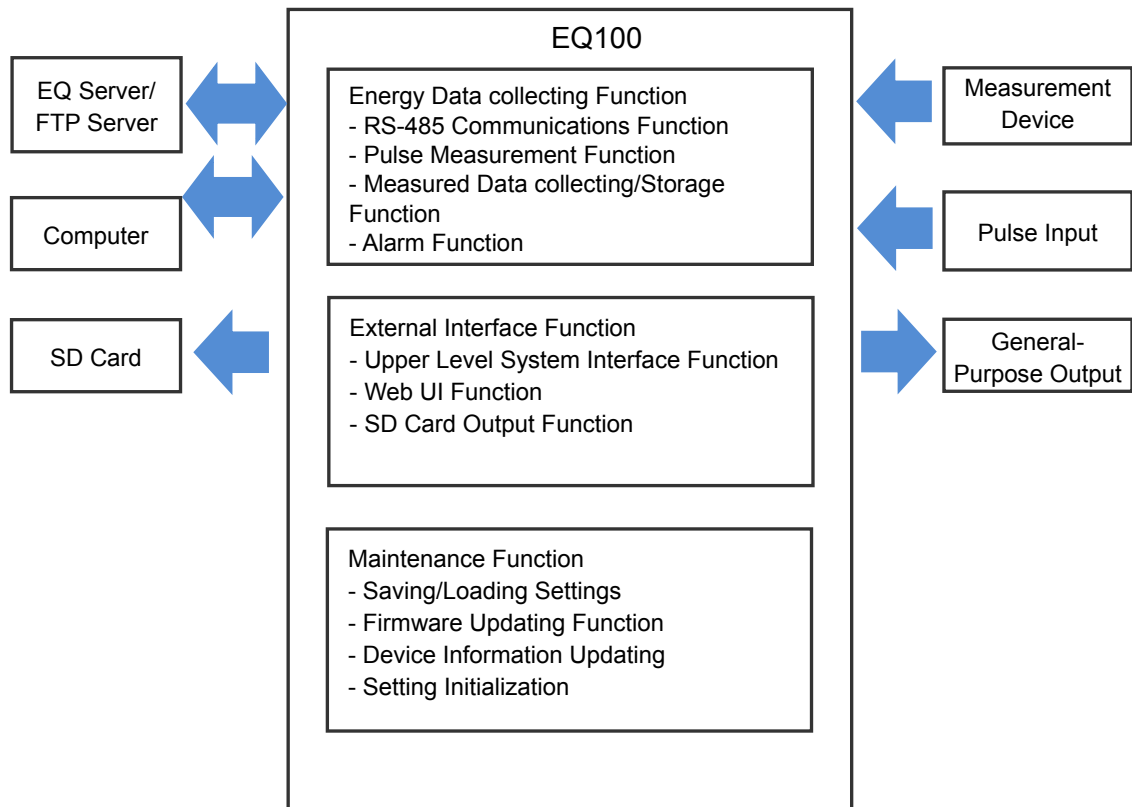 EQ100
EQ Server/
FTP Server
Computer
SD Card
Energy Data collecting Function
- RS-485 Communications Function
- Pulse Measurement Function
- Measured Data collecting/Storage
Function
- Alarm Function
External Interface Function
- Upper Level System Interface Function
- Web UI Function
- SD Card Output Function
Maintenance Function
- Saving/Loading Settings
- Firmware Updating Function
- Device Information Updating
- Setting Initialization
Measurement
Device
Pulse Input
General-
Purpose Output